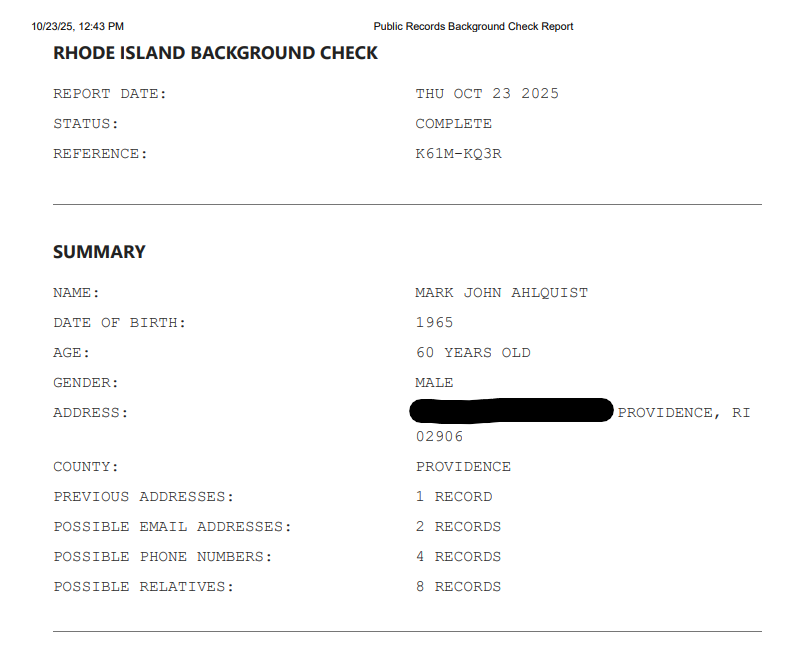 10/23/25, 12:43 PM Public Records Background Check Report
RHODE ISLAND BACKGROUND CHECK
REPORT DATE: THU OCT 23 2025
STATUS: COMPLETE
REFERENCE: K61M-KQ3R
SUMMARY
NAME: MARK JOHN AHLQUIST
DATE OF BIRTH: 1965
AGE: 60 YEARS OLD
GENDER: MALE
ADDRESS: PROVIDENCE, RI
02906
COUNTY: PROVIDENCE
PREVIOUS ADDRESSES: 1 RECORD
POSSIBLE EMAIL ADDRESSES: 2 RECORDS
POSSIBLE PHONE NUMBERS: 4 RECORDS
POSSIBLE RELATIVES: 8 RECORDS